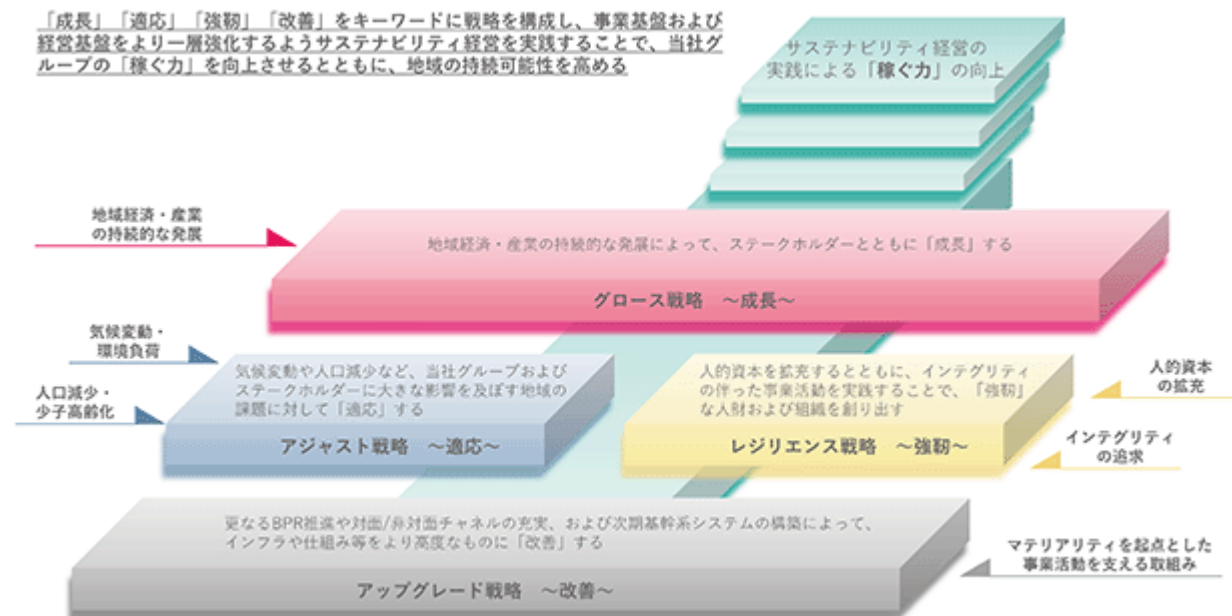 「成長」「適応」「強靭」「改善」をキーワードに戦略を構成し、事業基盤および
経営基盤をより一層強化するようサステナビリティ経営を実践することで、当社グ
ループの「稼ぐ力」を向上させるとともに、地域の持続可能性を高める
サステナビリティ経営の
実践による「稼ぐ力」の向上
地域経済・産業
の持続的な発展
地域経済・産業の持続的な発展によって、ステークホルダーとともに「成長」する
グロース戦略 ～成長～
気候変動・
環境負荷
人口減少・
少子高齢化
気候変動や人口減少など、当社グループおよび
ステークホルダーに大きな影響を及ぼす地域の
課題に対して「適応」する
アジャスト戦略 ～適応～
人的資本を拡充するとともに、インテグリティ
の伴った事業活動を実践することで、「強靭」
な人財および組織を創り出す
レジリエンス戦略 ～強靭～
人的資本
の拡充
インテグリティ
の追求
更なるBPR推進や対面/非対面チャネルの充実、および次期基幹系システムの構築によって、
インフラや仕組み等をより高度なものに「改善」する
アップグレード戦略 ～改善～
マテリアリティを起点とした
事業活動を支える取組み